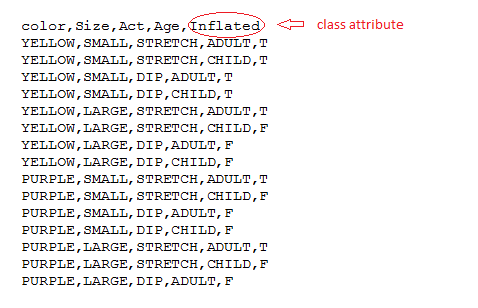 color,Size,Act,Age,Inflated class attribute
YELLOW,SMALL,STRETCH,ADULT,T
YELLOW,SMALL,STRETCH,CHILD,T
YELLOW,SMALL,DIP,ADULT,T
YELLOW,SMALL,DIP,CHILD,T
YELLOW,LARGE,STRETCH,ADULT,T
YELLOW,LARGE,STRETCH,CHILD,F
YELLOW,LARGE,DIP,ADULT,F
YELLOW,LARGE,DIP,CHILD,F
PURPLE,SMALL,STRETCH,ADULT,T
PURPLE,SMALL,STRETCH,CHILD,F
PURPLE,SMALL,DIP,ADULT,F
PURPLE,SMALL,DIP,CHILD,F
PURPLE,LARGE,STRETCH,ADULT,T
PURPLE,LARGE,STRETCH,CHILD,F
PURPLE,LARGE,DIP,ADULT,F